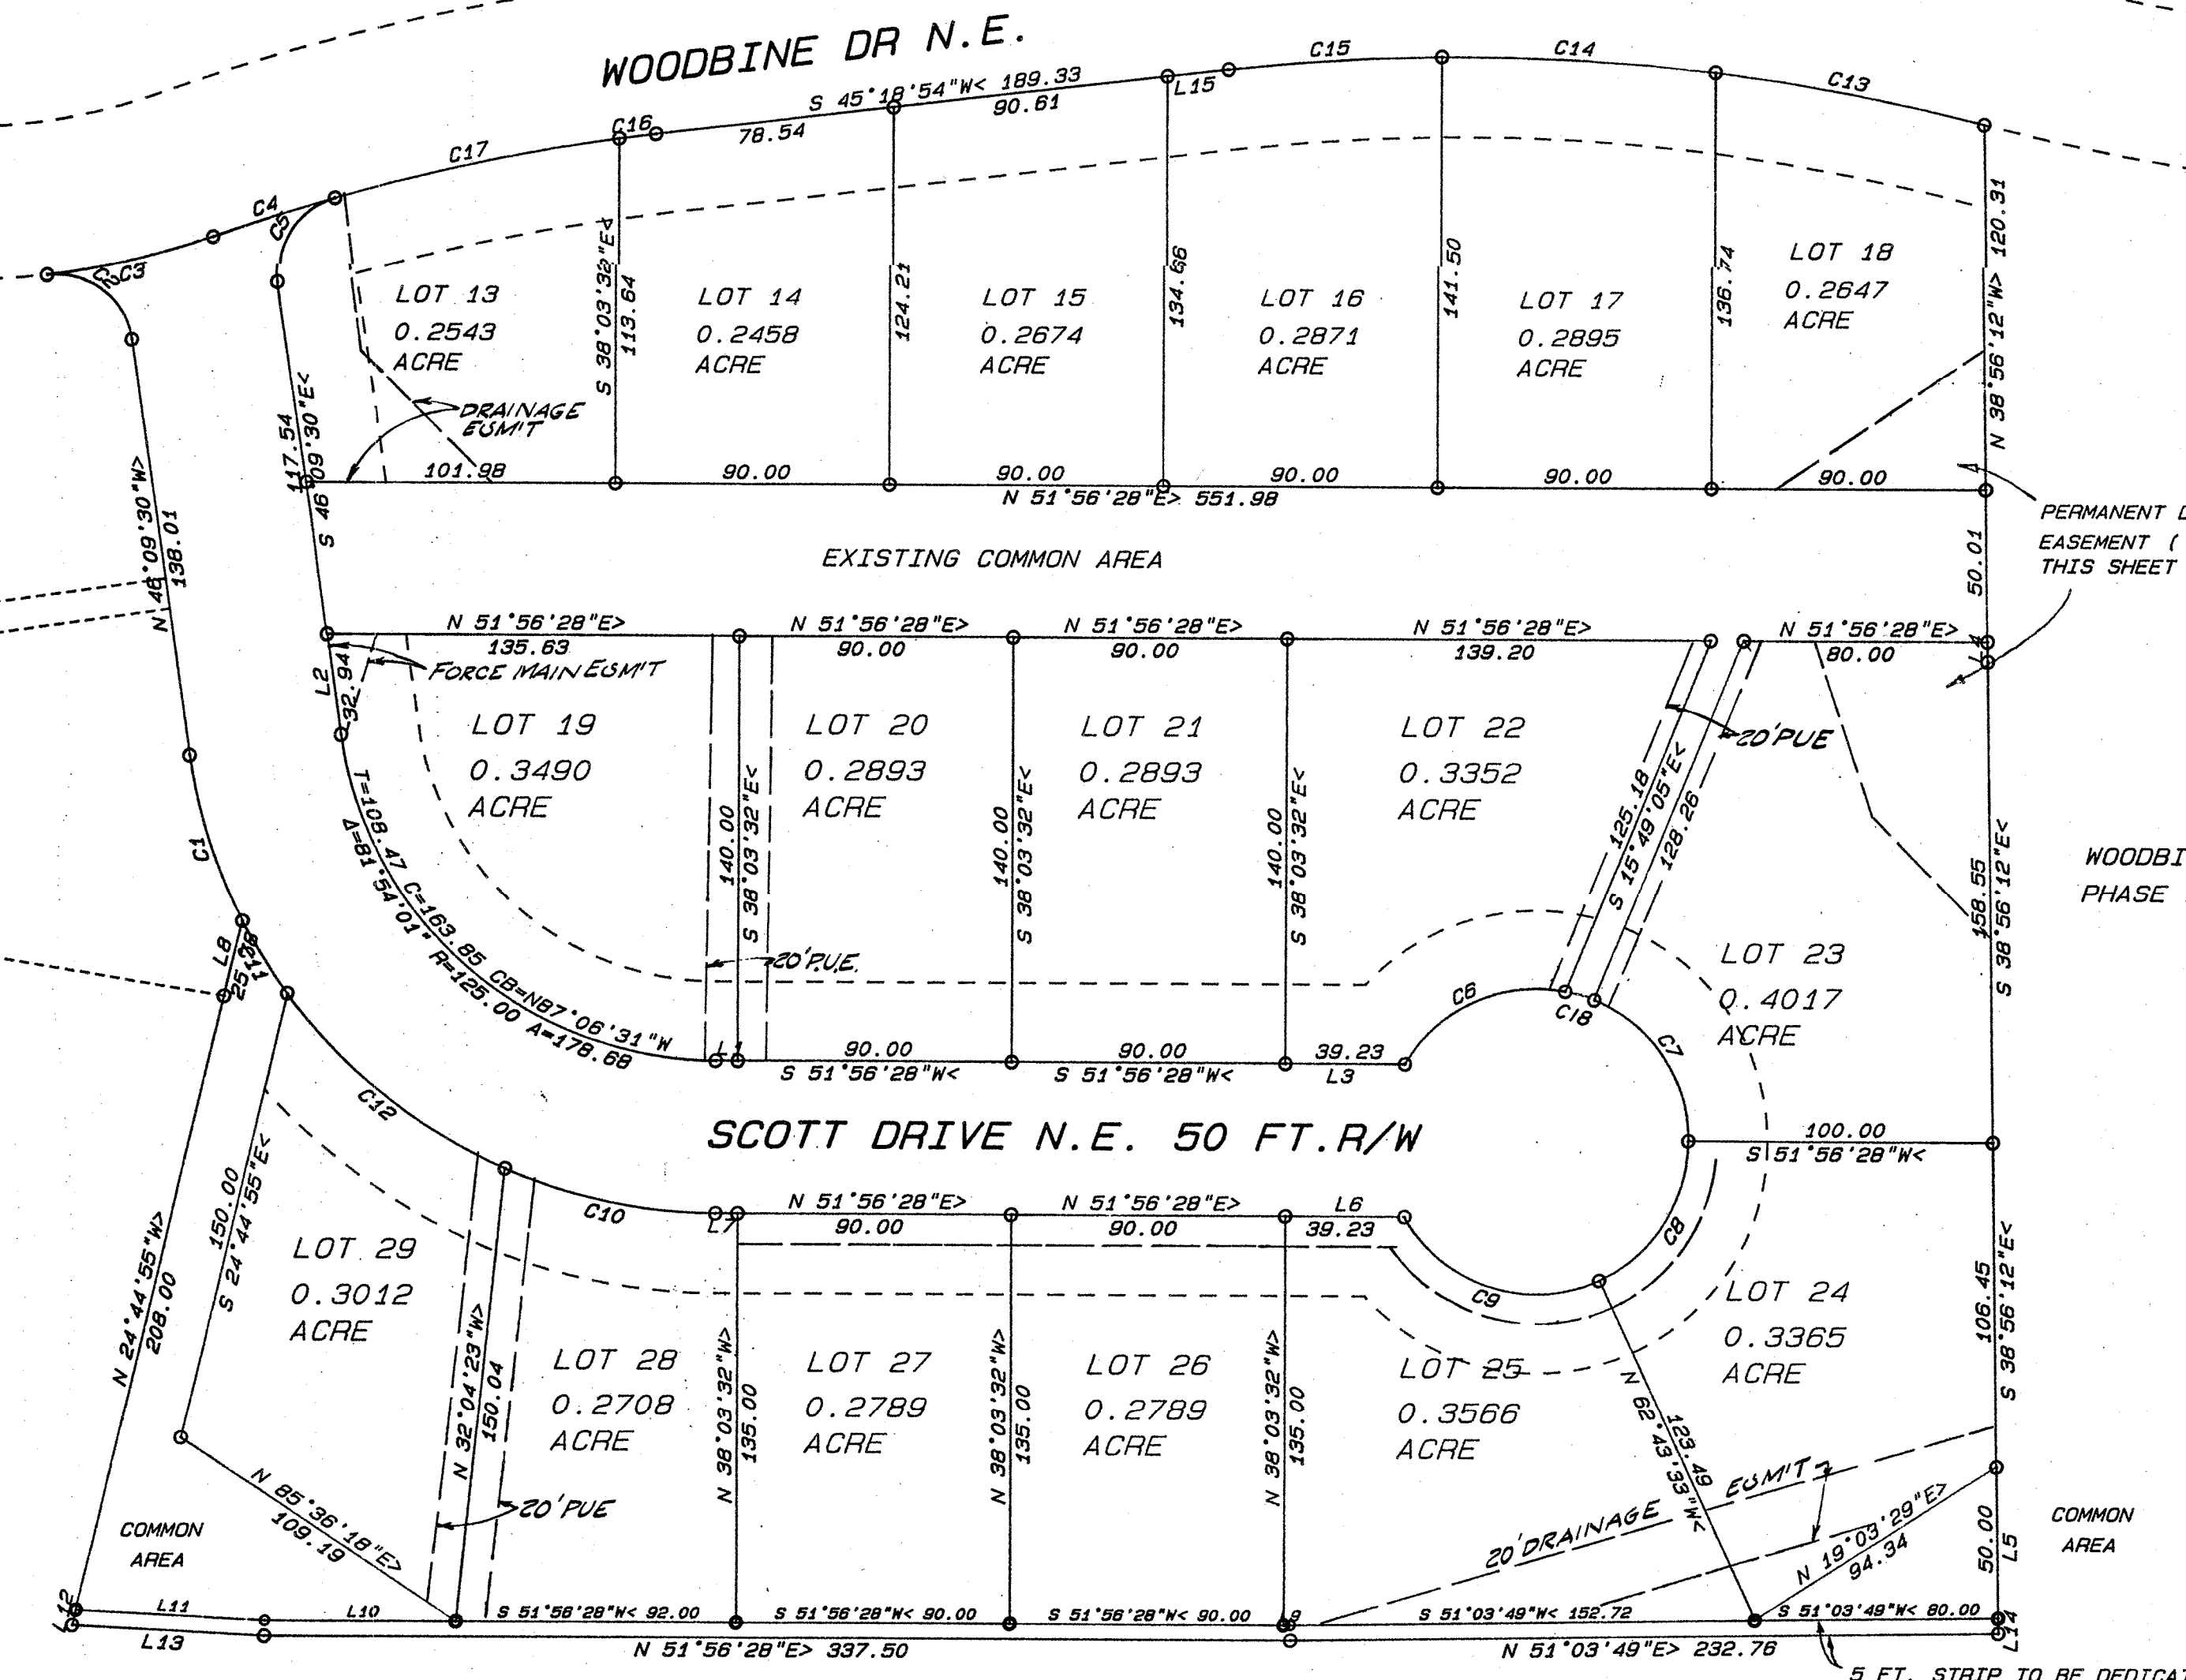 WOODBINE DR N.E.
C15
C14
C13
S 45°18'54"W< 189.33
90.61
L15
C16
78.54
C17
C4
C5
C2
C3
LOT 13
0.2543
ACRE
S 38°03'32"E<
113.64
LOT 14
0.2458
ACRE
124.21
LOT 15
0.2674
ACRE
134.66
LOT 16
0.2871
ACRE
141.50
LOT 17
0.2895
ACRE
136.74
LOT 18
0.2647
ACRE
N 38°56'12"W> 120.31
DRAINAGE
ESM'T
117.54
S 46°09'30"E<
101.98
90.00
90.00
90.00
90.00
90.00
N 51°56'28"E> 551.98
N 46°09'30"W>
138.01
EXISTING COMMON AREA
50.01
PERMANENT
EASEMENT (
THIS SHEET
N 51°56'28"E>
135.63
N 51°56'28"E>
90.00
N 51°56'28"E>
90.00
N 51°56'28"E>
139.20
N 51°56'28"E>
80.00
L4
L2
32.94
FORCE MAIN ESM'T
LOT 19
0.3490
ACRE
LOT 20
0.2893
ACRE
LOT 21
0.2893
ACRE
LOT 22
0.3352
ACRE
20'PUE
125.18
S 15°49'05"E<
128.26
140.00
S 38°03'32"E<
140.00
S 38°03'32"E<
140.00
S 38°03'32"E<
158.55
S 38°56'12"E<
WOODBI
PHASE
T=108.47 C=163.85 CB=N87°06'31"W
Δ=81°54'01" R=125.00 A=178.68
C1
L8
25.28
C11
20'P.U.E.
LOT 23
0.4017
ACRE
C6
C18
C7
L1
90.00
S 51°56'28"W<
90.00
S 51°56'28"W<
39.23
L3
C12
SCOTT DRIVE N.E. 50 FT.R/W
100.00
S 51°56'28"W<
C10
L7
N 51°56'28"E>
90.00
N 51°56'28"E>
90.00
L6
39.23
C8
C9
N 24°44'55"W>
208.00
150.00
S 24°44'55"E<
LOT 29
0.3012
ACRE
N 32°04'23"W>
150.04
LOT 28
0.2708
ACRE
N 38°03'32"W>
135.00
LOT 27
0.2789
ACRE
N 38°03'32"W>
135.00
LOT 26
0.2789
ACRE
N 38°03'32"W>
135.00
LOT 25
0.3566
ACRE
LOT 24
0.3365
ACRE
106.45
S 38°56'12"E<
123.49
N 62°43'33"W<
20'DRAINAGE ESM'T
N 19°03'29"E>
94.34
50.00
L5
COMMON
AREA
N 85°36'18"E>
109.19
20'PUE
COMMON
AREA
L12
L11
L10
S 51°56'28"W< 92.00
S 51°56'28"W< 90.00
S 51°56'28"W< 90.00
S 51°03'49"W< 152.72
S 51°03'49"W< 80.00
L14
L13
N 51°56'28"E> 337.50
N 51°03'49"E> 232.76
5 FT. STRIP TO BE